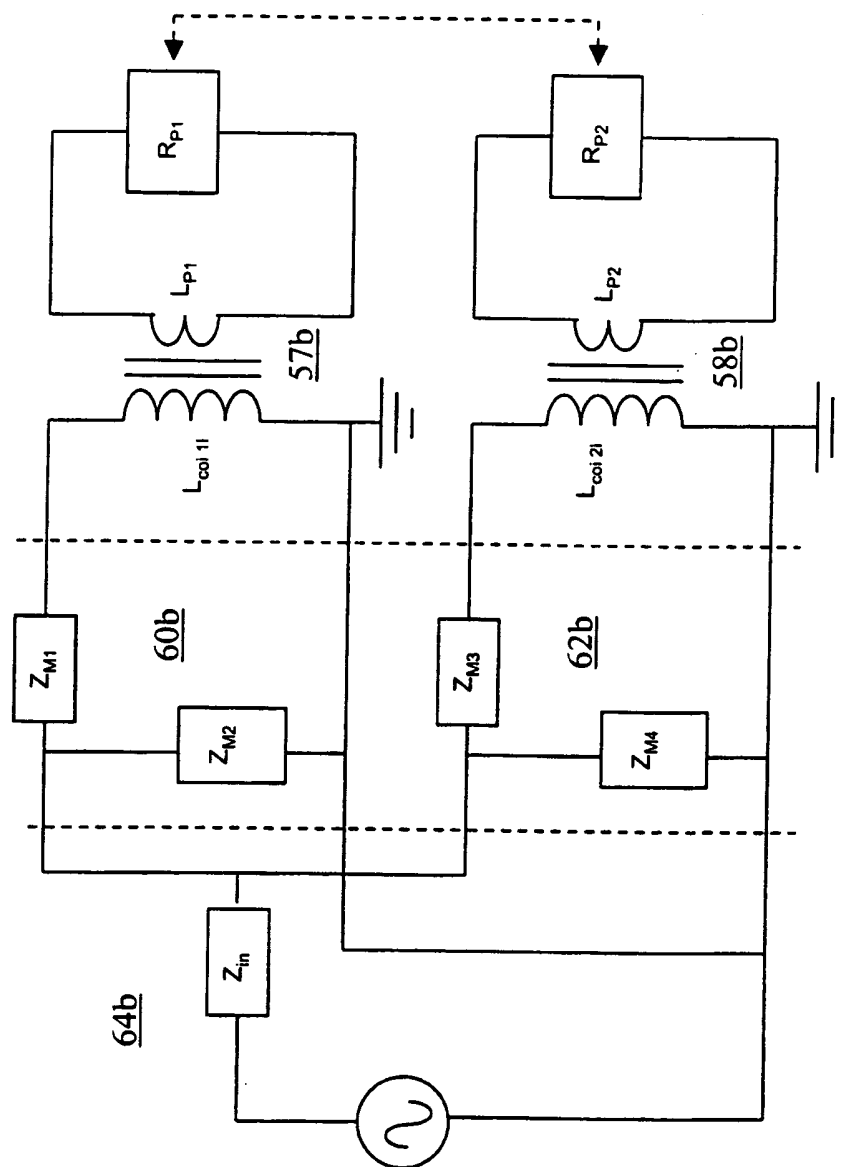 Z_M1
64b
60b
R_P1
L_P1
L_coi 1l
Z_M2
Z_in
57b
Z_M3
62b
L_coi 2l
L_P2
R_P2
Z_M4
58b